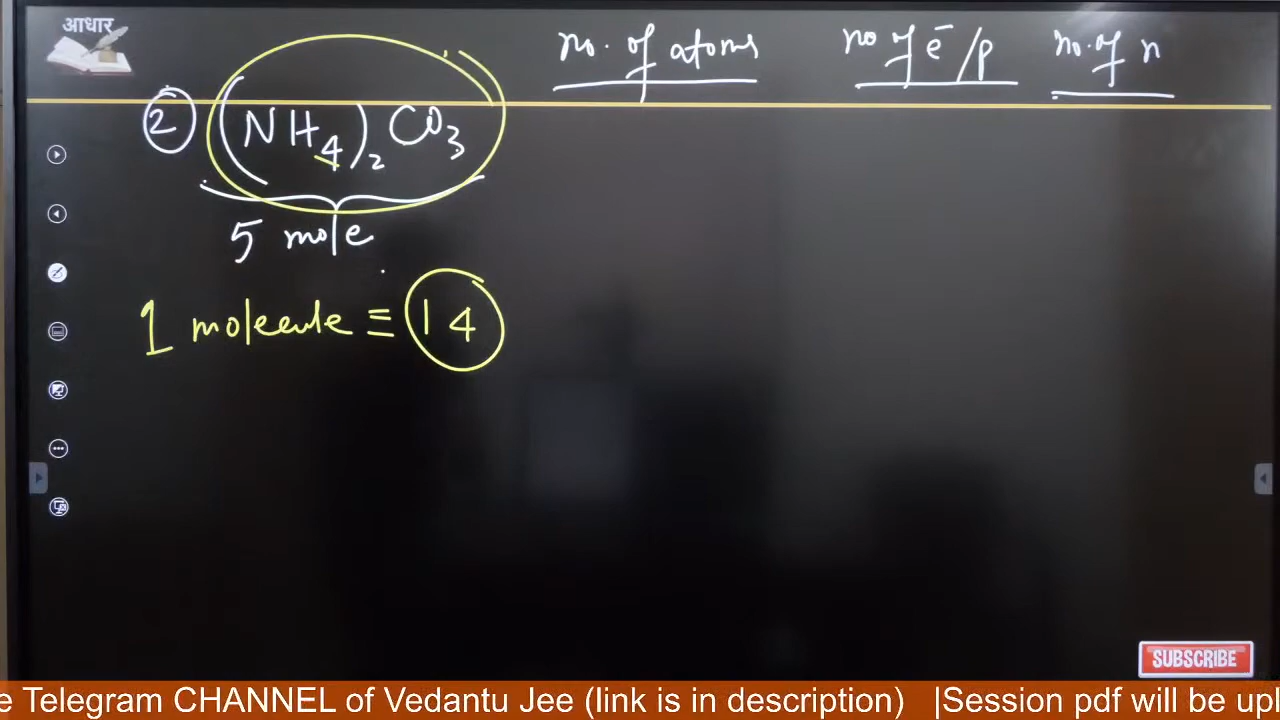 आधार
no. of atoms no of e⁻/p no. of n
② (NH₄)₂CO₃
5 mole
1 molecule ≡ 14
SUBSCRIBE
e Telegram CHANNEL of Vedantu Jee (link is in description) |Session pdf will be upl